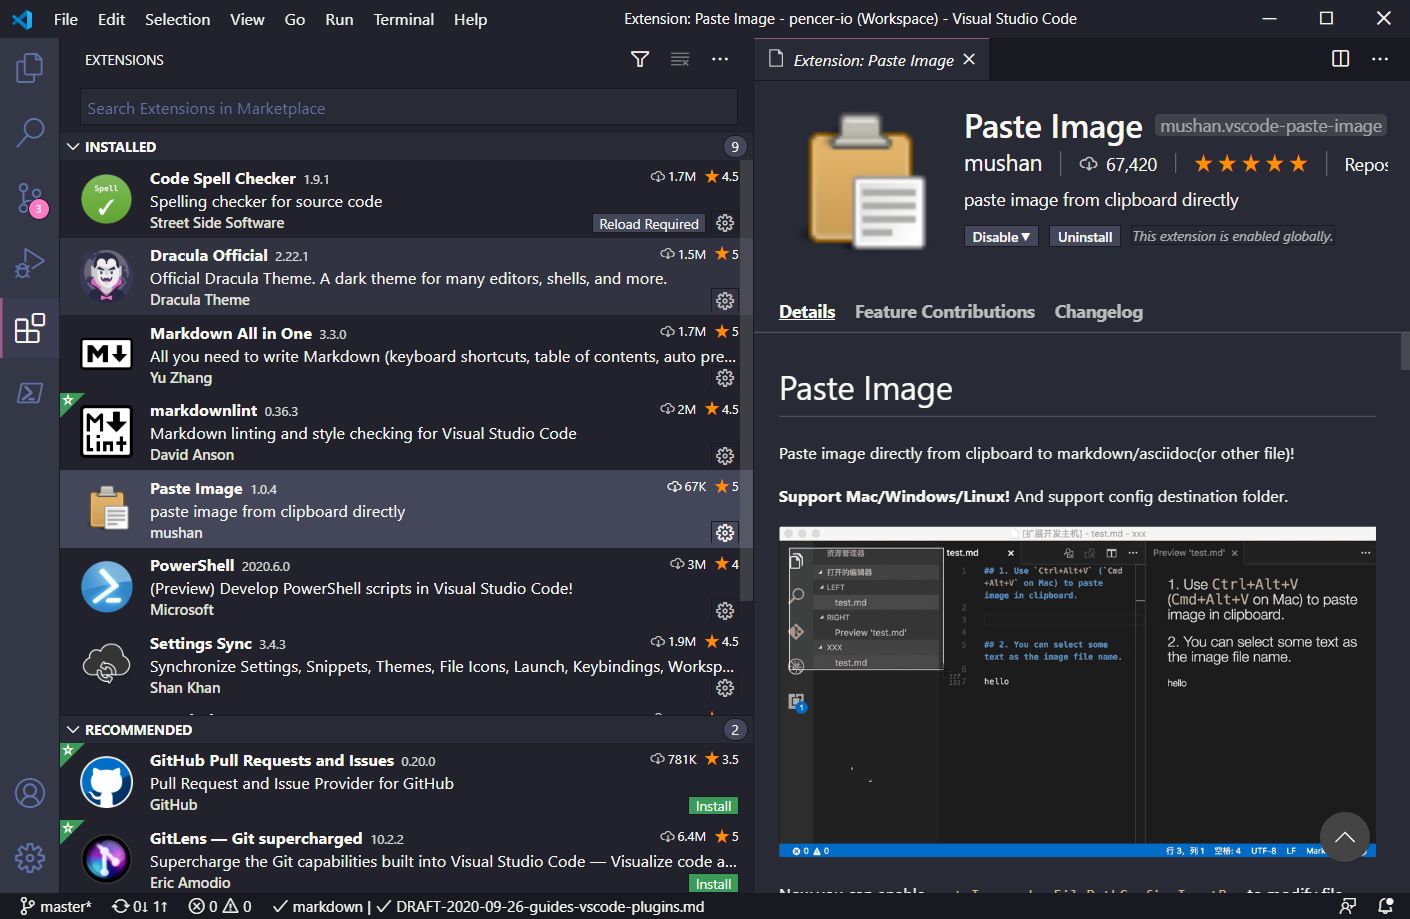 File Edit Selection View Go Run Terminal Help
Extension: Paste Image - pencer-io (Workspace) - Visual Studio Code
EXTENSIONS
Search Extensions in Marketplace
INSTALLED 9
Code Spell Checker 1.9.1 1.7M 4.5
Spelling checker for source code
Street Side Software Reload Required
Spell
Dracula Official 2.22.1 1.5M 5
Official Dracula Theme. A dark theme for many editors, shells, and more.
Dracula Theme
Markdown All in One 3.3.0 1.7M 5
All you need to write Markdown (keyboard shortcuts, table of contents, auto pre...
Yu Zhang
M
markdownlint 0.36.3 2M 4.5
Markdown linting and style checking for Visual Studio Code
David Anson
M
lint
Paste Image 1.0.4 67K 5
paste image from clipboard directly
mushan
PowerShell 2020.6.0 3M 4
(Preview) Develop PowerShell scripts in Visual Studio Code!
Microsoft
Settings Sync 3.4.3 1.9M 4.5
Synchronize Settings, Snippets, Themes, File Icons, Launch, Keybindings, Worksp...
Shan Khan
RECOMMENDED 2
GitHub Pull Requests and Issues 0.20.0 781K 3.5
Pull Request and Issue Provider for GitHub
GitHub Install
GitLens — Git supercharged 10.2.2 6.4M 5
Supercharge the Git capabilities built into Visual Studio Code — Visualize code a...
Eric Amodio Install
3
Extension: Paste Image
Paste Image mushan.vscode-paste-image
mushan 67,420 Repos
paste image from clipboard directly
Disable Uninstall This extension is enabled globally.
Details Feature Contributions Changelog
Paste Image
Paste image directly from clipboard to markdown/asciidoc(or other file)!
Support Mac/Windows/Linux! And support config destination folder.
[扩展开发主机] - test.md - xxx
资源管理器
打开的编辑器
LEFT
test.md
RIGHT
Preview 'test.md'
XXX
test.md
1
test.md
1 ## 1. Use `Ctrl+Alt+V` (`Cmd
+Alt+V` on Mac) to paste
image in clipboard.
2
3
4
5 ## 2. You can select some
text as the image file name.
6
7 hello
Preview 'test.md'
1. Use Ctrl+Alt+V
(Cmd+Alt+V on Mac) to paste
image in clipboard.
2. You can select some text as
the image file name.
hello
0 0 行 3，列 1 空格: 4 UTF-8 LF Mark
master* 0↓ 1↑ 0 0 markdown | DRAFT-2020-09-26-guides-vscode-plugins.md